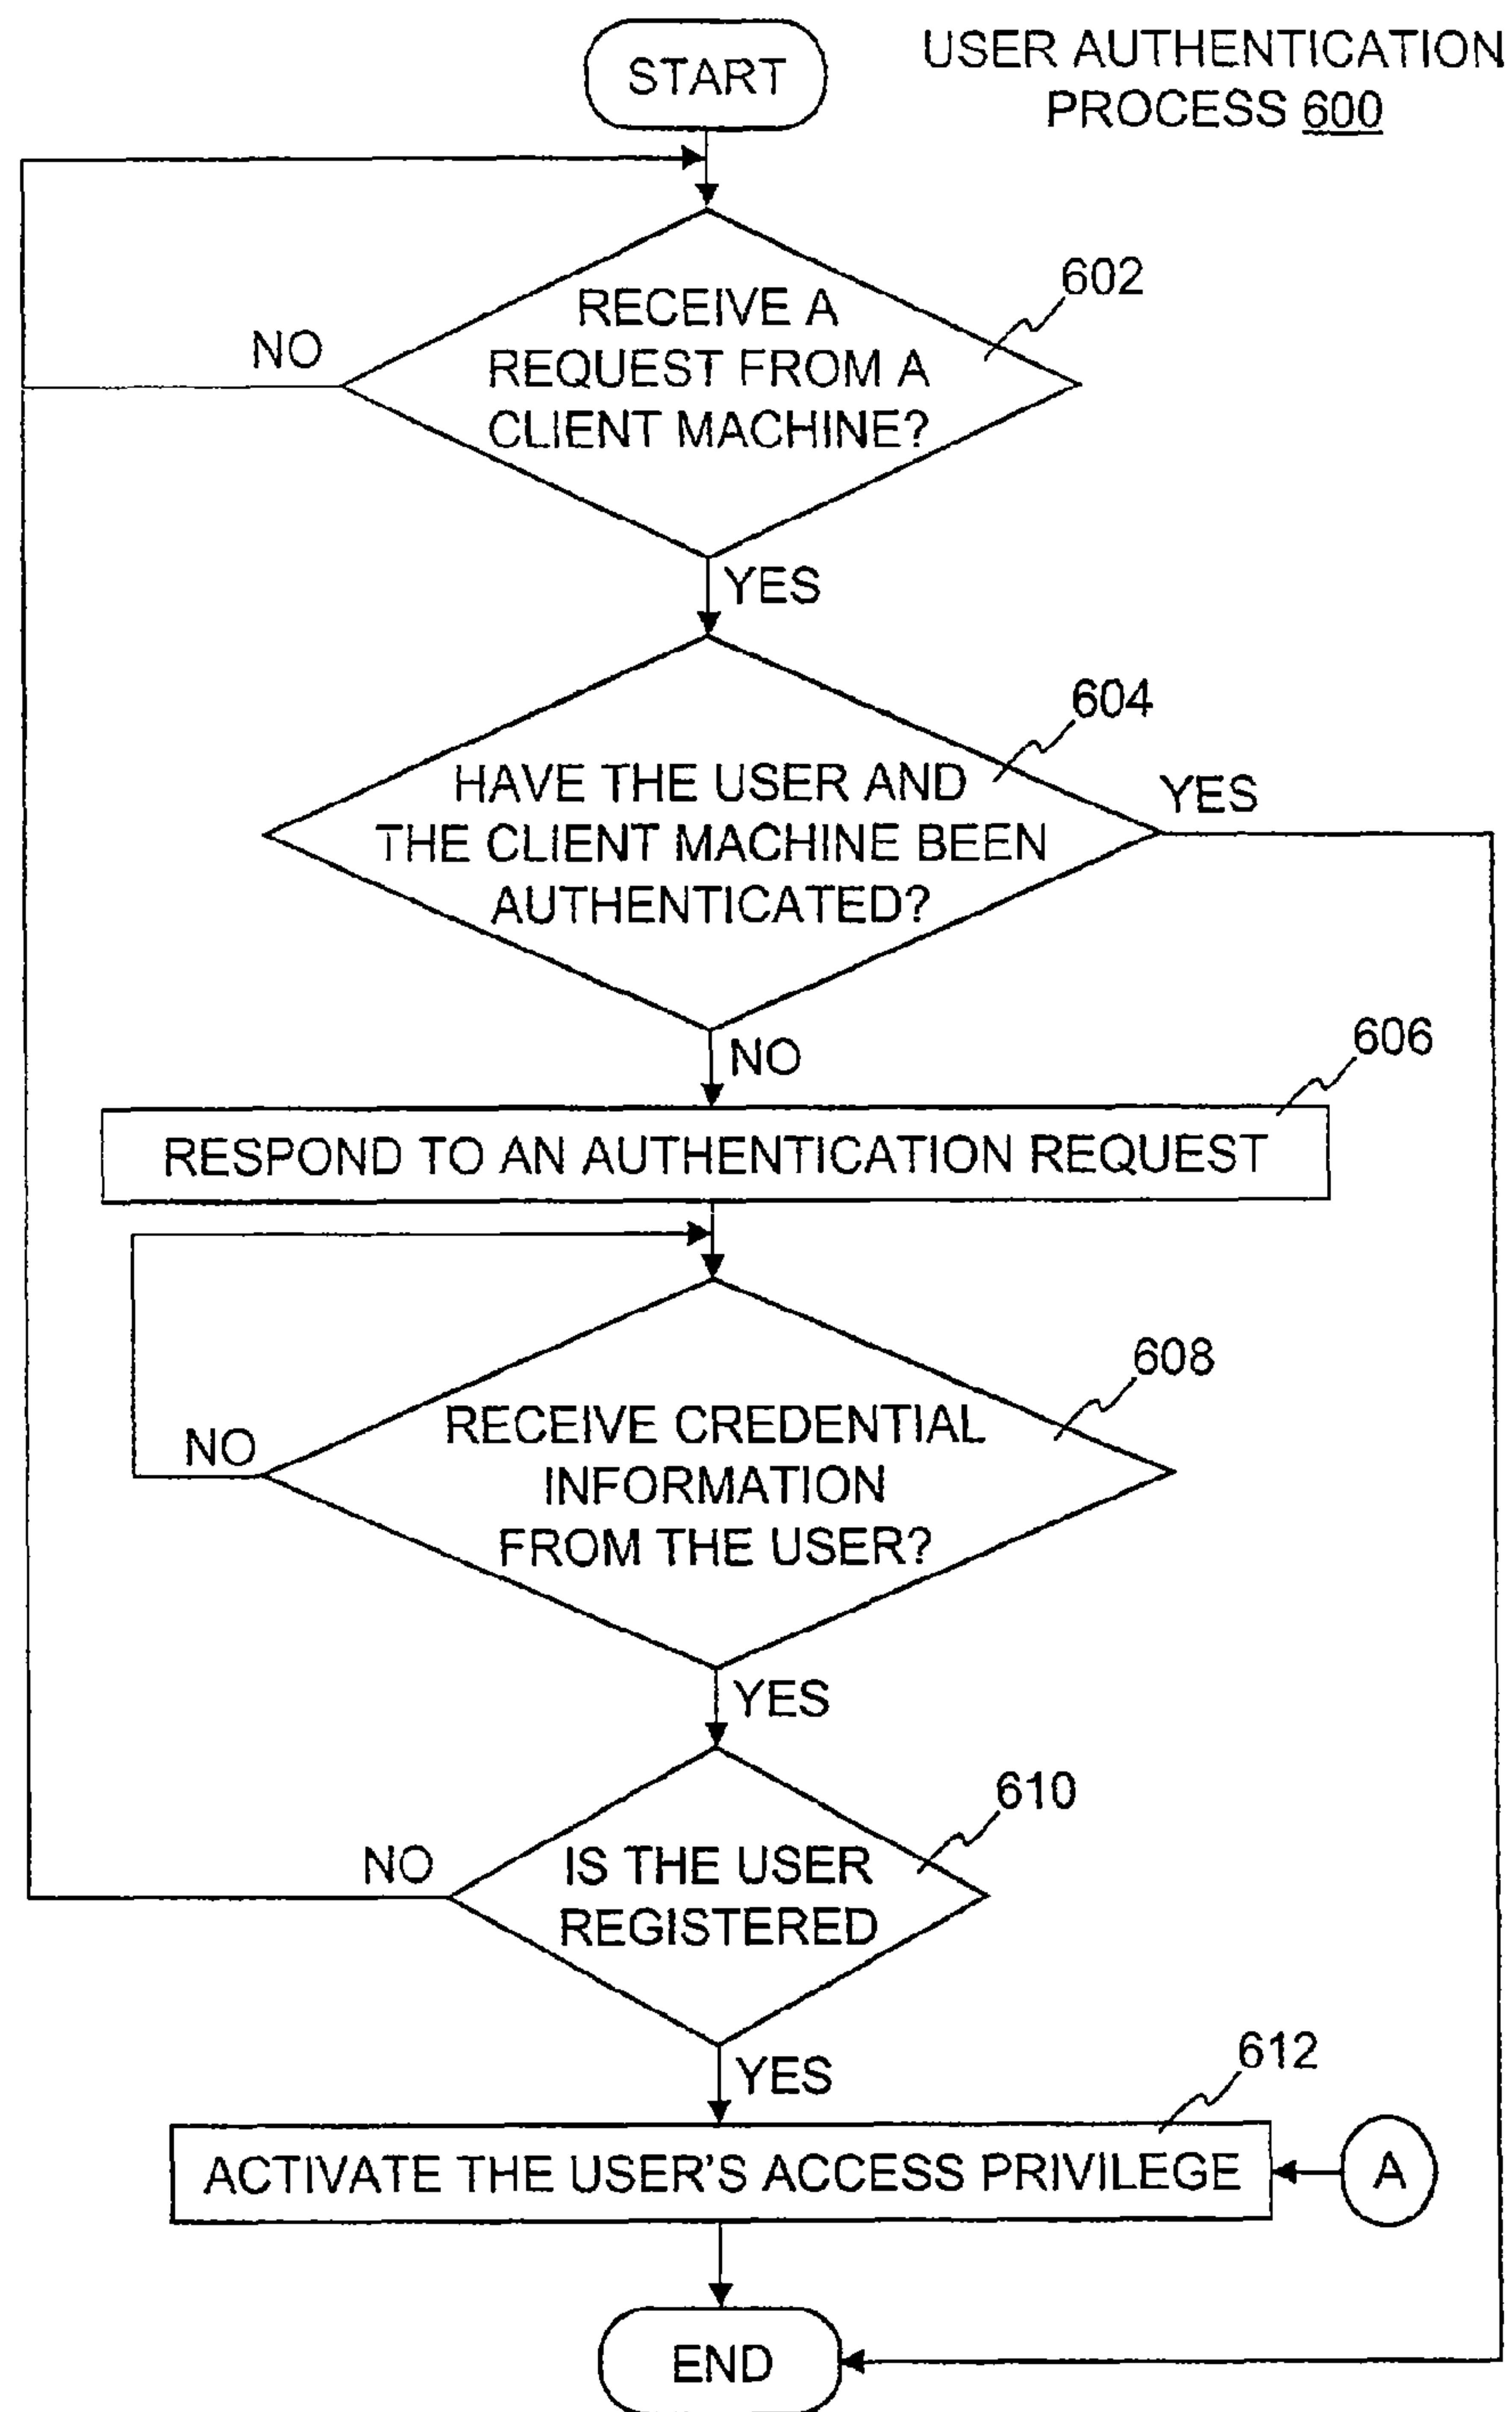 START
USER AUTHENTICATION
PROCESS 600
602
RECEIVE A
REQUEST FROM A
CLIENT MACHINE?
NO
YES
604
HAVE THE USER AND
THE CLIENT MACHINE BEEN
AUTHENTICATED?
YES
NO
606
RESPOND TO AN AUTHENTICATION REQUEST
608
RECEIVE CREDENTIAL
INFORMATION
FROM THE USER?
NO
YES
610
IS THE USER
REGISTERED
NO
YES
612
ACTIVATE THE USER'S ACCESS PRIVILEGE
A
END